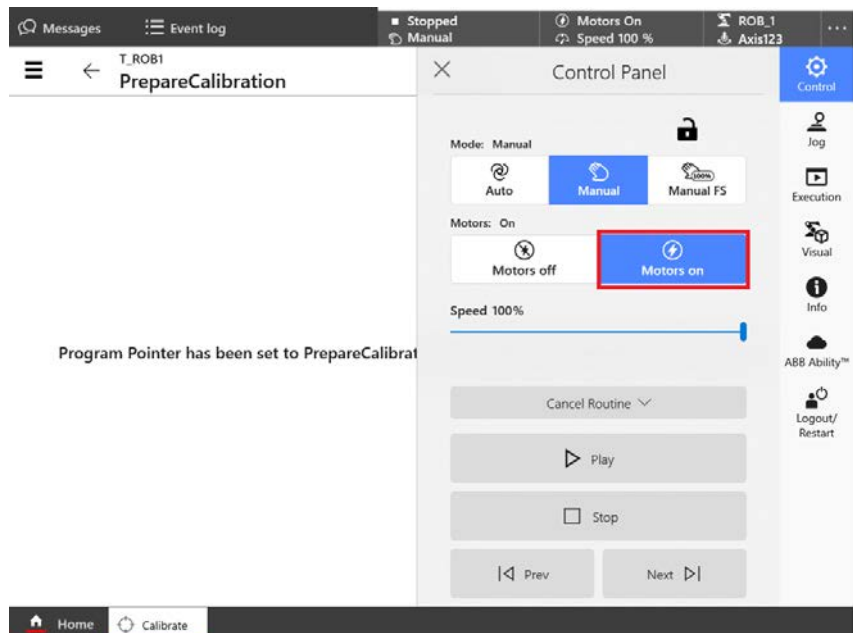 Messages
Event log
Stopped
Manual
Motors On
Speed 100 %
ROB_1
Axis123
T_ROB1
PrepareCalibration
Control Panel
Mode: Manual
Auto
Manual
100%
Manual FS
Motors: On
Motors off
Motors on
Speed 100%
Program Pointer has been set to PrepareCalibrat
Cancel Routine
Play
Stop
Prev
Next
Control
Jog
Execution
Visual
Info
ABB Ability™
Logout/
Restart
Home
Calibrate